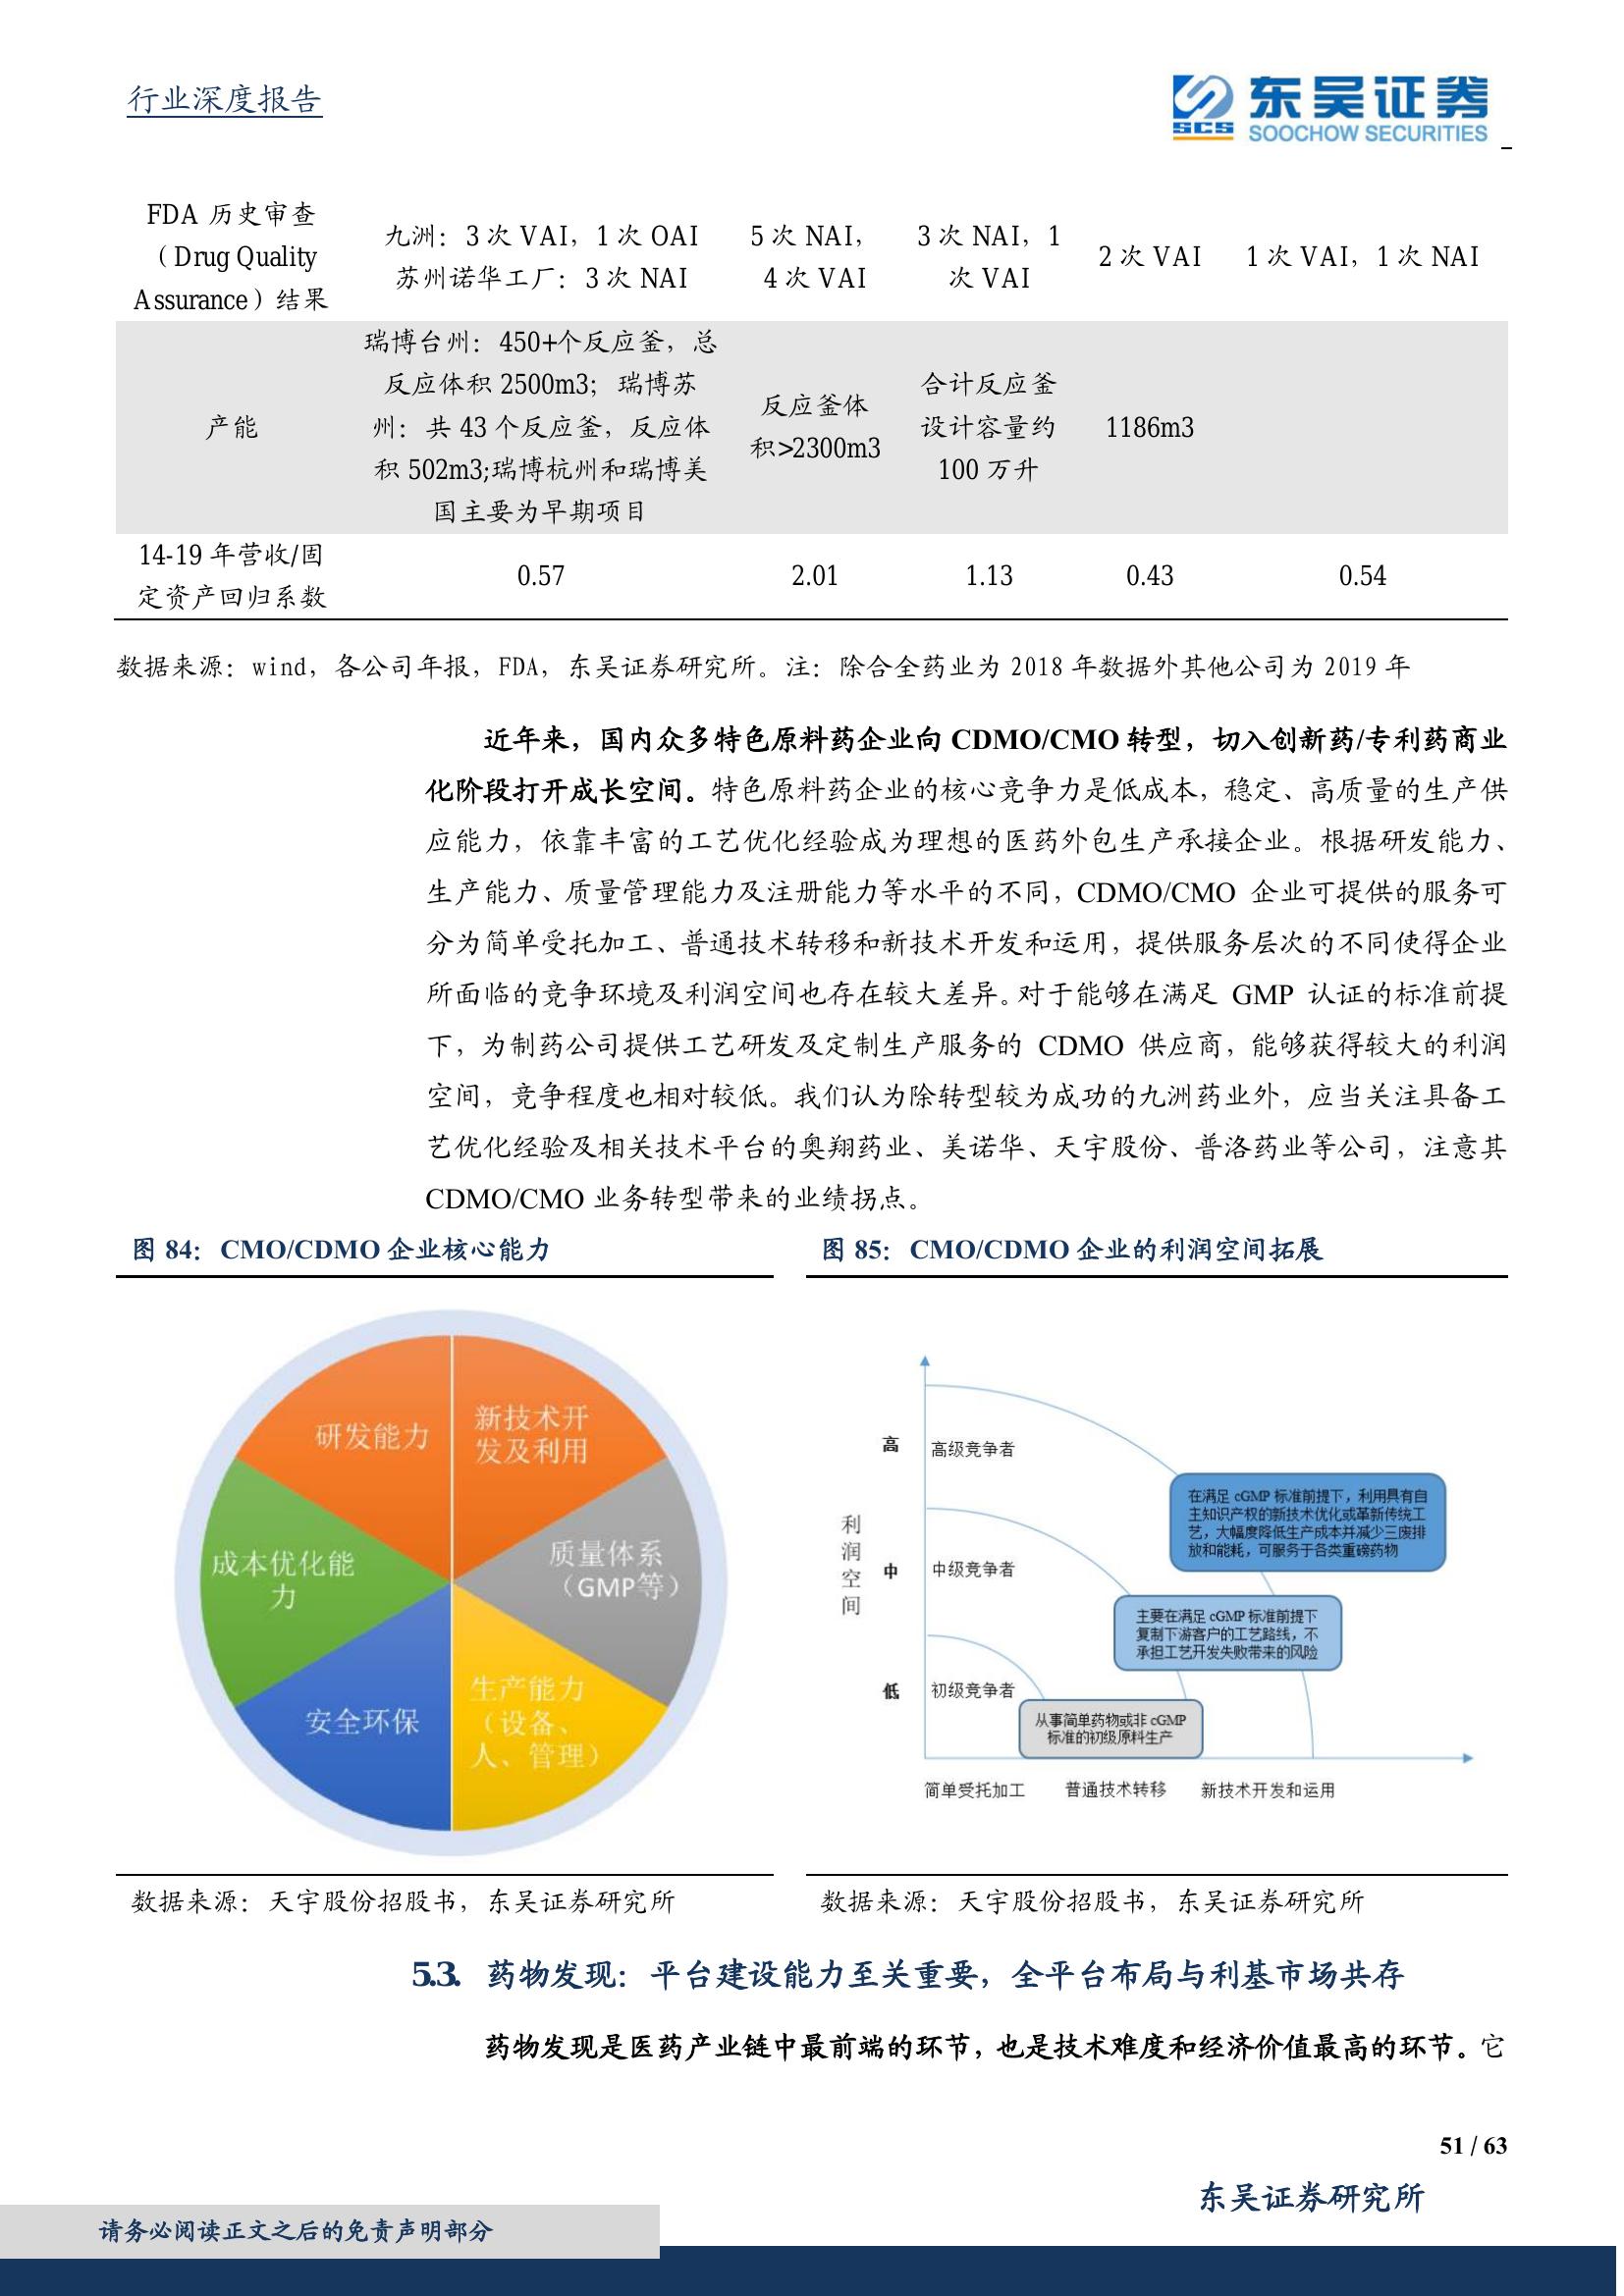 行业深度报告
SCS
东吴证券
SOOCHOW SECURITIES
FDA 历史审查
（Drug Quality
Assurance）结果
九洲：3 次 VAI，1 次 OAI
苏州诺华工厂：3 次 NAI
5 次 NAI，
4 次 VAI
3 次 NAI，1
次 VAI
2 次 VAI
1 次 VAI，1 次 NAI
产能
瑞博台州：450+个反应釜，总
反应体积 2500m3；瑞博苏
州：共 43 个反应釜，反应体
积 502m3;瑞博杭州和瑞博美
国主要为早期项目
反应釜体
积>2300m3
合计反应釜
设计容量约
100 万升
1186m3
14-19 年营收/固
定资产回归系数
0.57
2.01
1.13
0.43
0.54
数据来源：wind，各公司年报，FDA，东吴证券研究所。注：除合全药业为 2018 年数据外其他公司为 2019 年
近年来，国内众多特色原料药企业向 CDMO/CMO 转型，切入创新药/专利药商业
化阶段打开成长空间。特色原料药企业的核心竞争力是低成本，稳定、高质量的生产供
应能力，依靠丰富的工艺优化经验成为理想的医药外包生产承接企业。根据研发能力、
生产能力、质量管理能力及注册能力等水平的不同，CDMO/CMO 企业可提供的服务可
分为简单受托加工、普通技术转移和新技术开发和运用，提供服务层次的不同使得企业
所面临的竞争环境及利润空间也存在较大差异。对于能够在满足 GMP 认证的标准前提
下，为制药公司提供工艺研发及定制生产服务的 CDMO 供应商，能够获得较大的利润
空间，竞争程度也相对较低。我们认为除转型较为成功的九洲药业外，应当关注具备工
艺优化经验及相关技术平台的奥翔药业、美诺华、天宇股份、普洛药业等公司，注意其
CDMO/CMO 业务转型带来的业绩拐点。
图 84：CMO/CDMO 企业核心能力
研发能力
新技术开
发及利用
成本优化能
力
质量体系
（GMP等）
安全环保
生产能力
（设备、
人、管理）
数据来源：天宇股份招股书，东吴证券研究所
图 85：CMO/CDMO 企业的利润空间拓展
高
高级竞争者
在满足 cGMP 标准前提下，利用具有自
主知识产权的新技术优化或革新传统工
艺，大幅度降低生产成本并减少三废排
放和能耗，可服务于各类重磅药物
利
润
空
间
中
中级竞争者
主要在满足 cGMP 标准前提下
复制下游客户的工艺路线，不
承担工艺开发失败带来的风险
低
初级竞争者
从事简单药物或非 cGMP
标准的初级原料生产
简单受托加工
普通技术转移
新技术开发和运用
数据来源：天宇股份招股书，东吴证券研究所
5.3. 药物发现：平台建设能力至关重要，全平台布局与利基市场共存
药物发现是医药产业链中最前端的环节，也是技术难度和经济价值最高的环节。它
51 / 63
东吴证券研究所
请务必阅读正文之后的免责声明部分